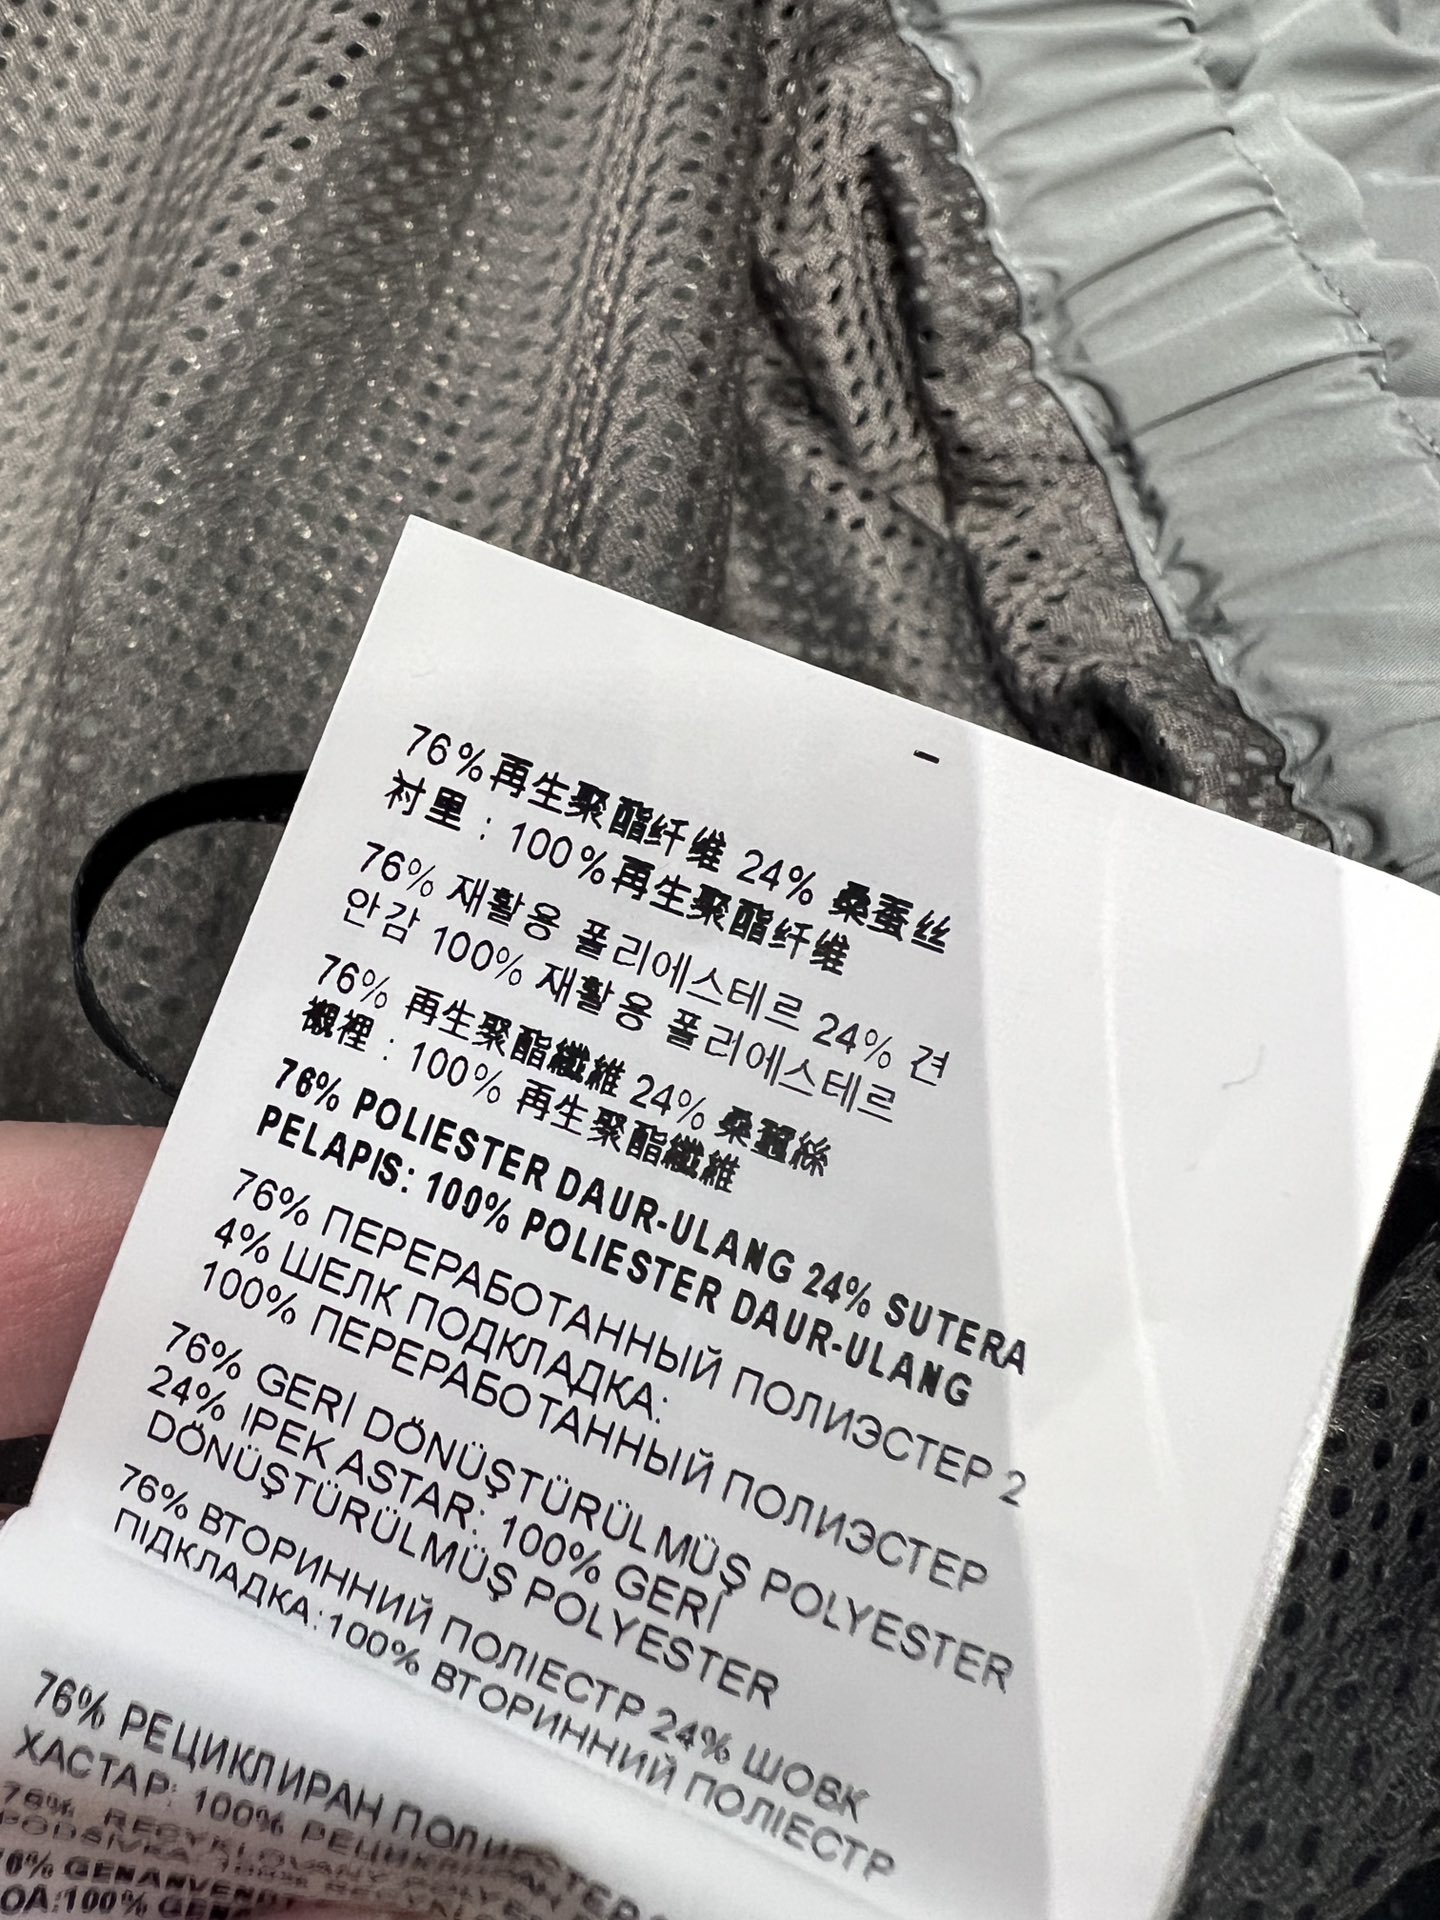 76%再生聚酯纤维 24% 桑蚕丝
衬里：100%再生聚酯纤维
76% 재활용 폴리에스테르 24% 견
안감 100% 재활용 폴리에스테르
76% 再生聚酯纖維 24% 桑蠶絲
襯裡：100% 再生聚酯纖維
76% POLIESTER DAUR-ULANG 24% SUTERA
PELAPIS: 100% POLIESTER DAUR-ULANG
76% ПЕРЕРАБОТАННЫЙ ПОЛИЭСТЕР 2
4% ШЕЛК ПОДКЛАДКА:
100% ПЕРЕРАБОТАННЫЙ ПОЛИЭСТЕР
76% GERİ DÖNÜŞTÜRÜLMÜŞ POLYESTER
24% IPEK ASTAR: 100% GERİ
DÖNÜŞTÜRÜLMÜŞ POLYESTER
76% ВТОРИННИЙ ПОЛІЕСТР 24% ШОВК
ПІДКЛАДКА:100% ВТОРИННИЙ ПОЛІЕСТР
76% РЕЦИКЛИРАН ПОЛИЕСТЕР
ХАСТАР: 100% РЕЦИКЛИРАН
76% RECYKLOVANÝ
PODŠÍVKA: 100%